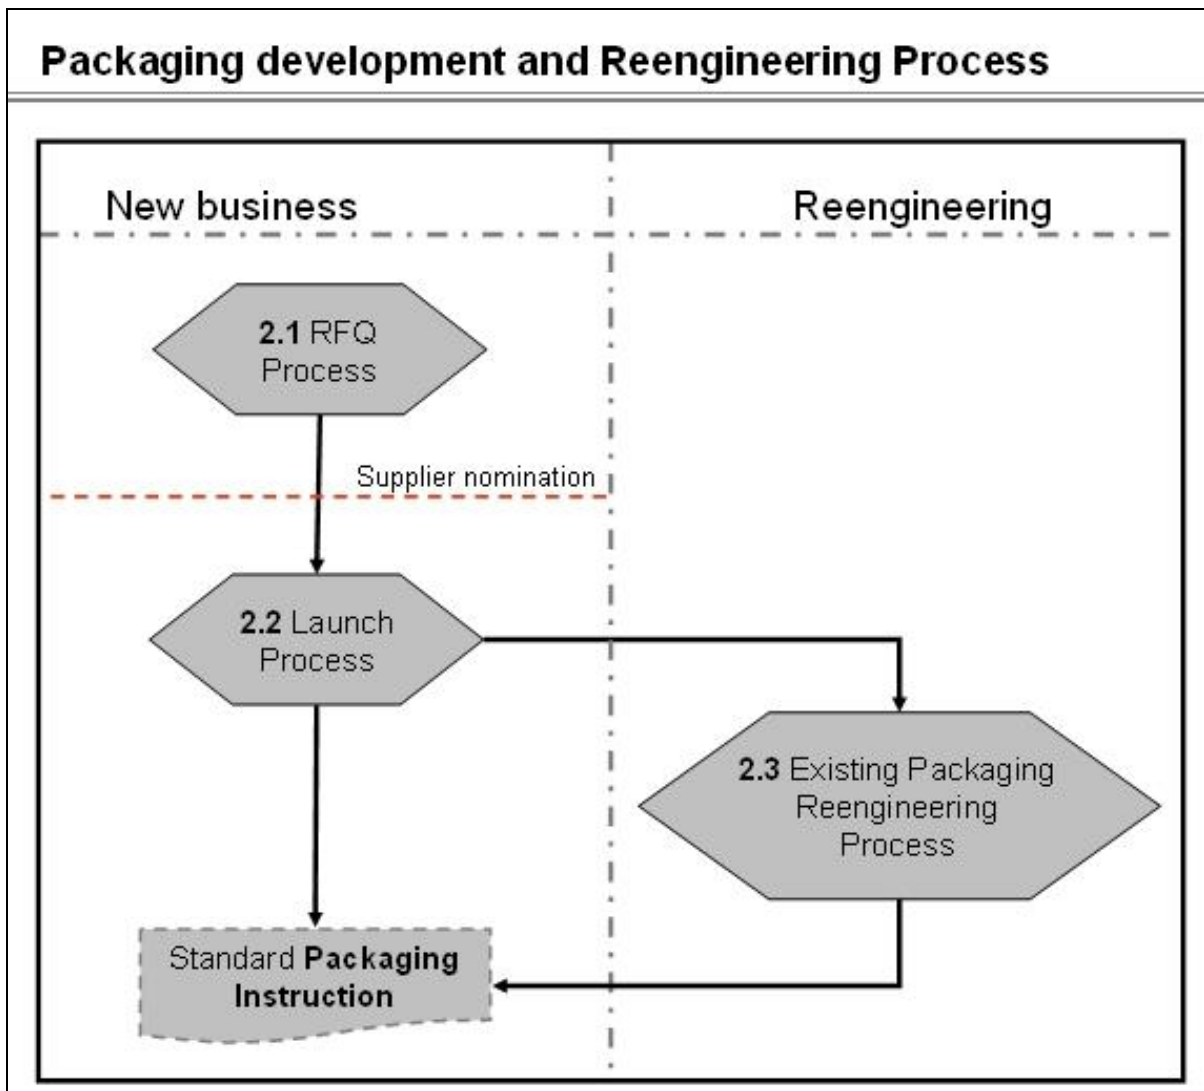 Packaging development and Reengineering Process
New business
Reengineering
2.1 RFQ
Process
Supplier nomination
2.2 Launch
Process
2.3 Existing Packaging
Reengineering
Process
Standard Packaging
Instruction